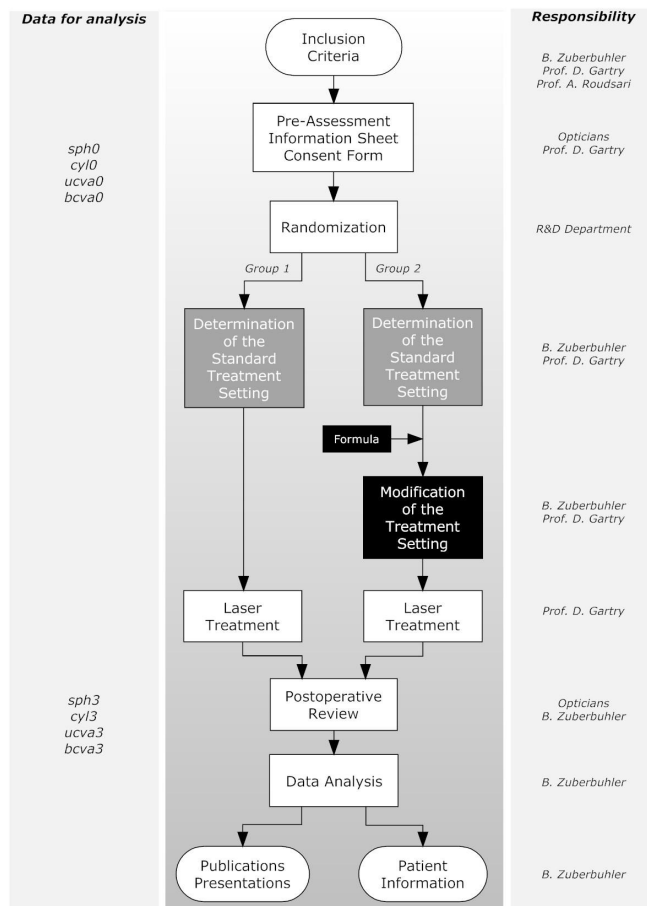 Data for analysis
Responsibility
Inclusion
Criteria
B. Zuberbuhler
Prof. D. Gartry
Prof. A. Roudsari
Pre-Assessment
Information Sheet
Consent Form
Opticians
Prof. D. Gartry
sph0
cyl0
ucva0
bcva0
Randomization
R&D Department
Group 1
Group 2
Determination
of the
Standard
Treatment
Setting
Determination
of the
Standard
Treatment
Setting
B. Zuberbuhler
Prof. D. Gartry
Formula
Modification
of the
Treatment
Setting
B. Zuberbuhler
Prof. D. Gartry
Laser
Treatment
Laser
Treatment
Prof. D. Gartry
sph3
cyl3
ucva3
bcva3
Postoperative
Review
Opticians
B. Zuberbuhler
Data Analysis
B. Zuberbuhler
Publications
Presentations
Patient
Information
B. Zuberbuhler